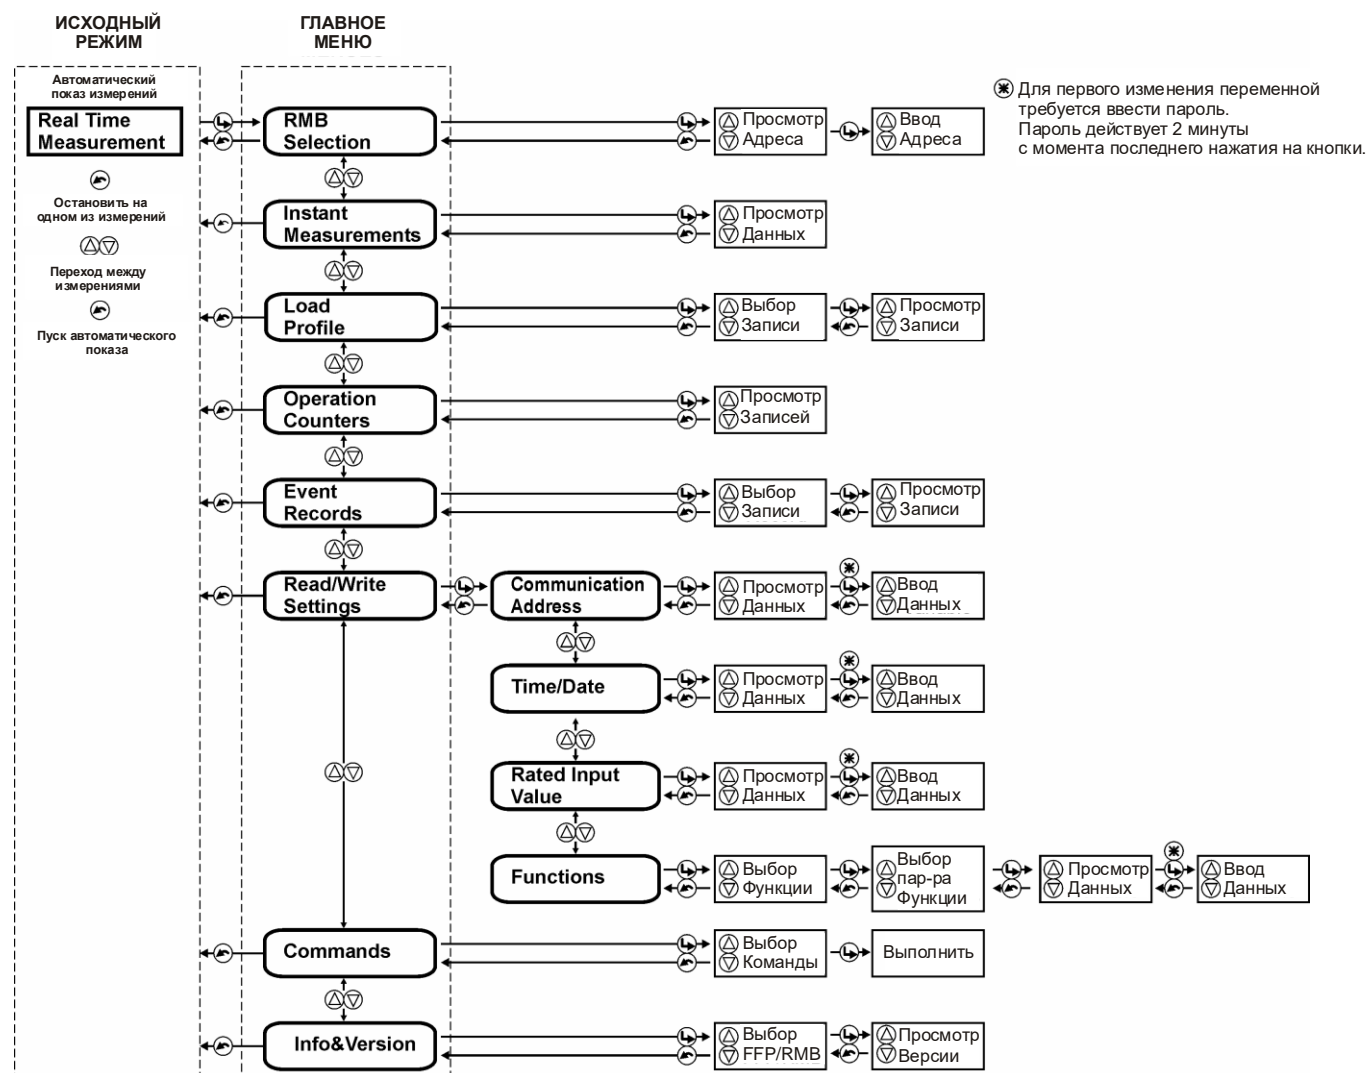 ИСХОДНЫЙ
РЕЖИМ
ГЛАВНОЕ
МЕНЮ
Автоматический
показ измерений
Real Time
Measurement
Остановить на
одном из измерений
Переход между
измерениями
Пуск автоматического
показа
RMB
Selection
Просмотр
Адреса
Ввод
Адреса
Для первого изменения переменной
требуется ввести пароль.
Пароль действует 2 минуты
с момента последнего нажатия на кнопки.
Instant
Measurements
Просмотр
Данных
Load
Profile
Выбор
Записи
Просмотр
Записи
Operation
Counters
Просмотр
Записей
Event
Records
Выбор
Записи
Просмотр
Записи
Read/Write
Settings
Communication
Address
Просмотр
Данных
Ввод
Данных
Time/Date
Просмотр
Данных
Ввод
Данных
Rated Input
Value
Просмотр
Данных
Ввод
Данных
Functions
Выбор
Функции
Выбор
пар-ра
Функции
Просмотр
Данных
Ввод
Данных
Commands
Выбор
Команды
Выполнить
Info&Version
Выбор
FFP/RMB
Просмотр
Версии